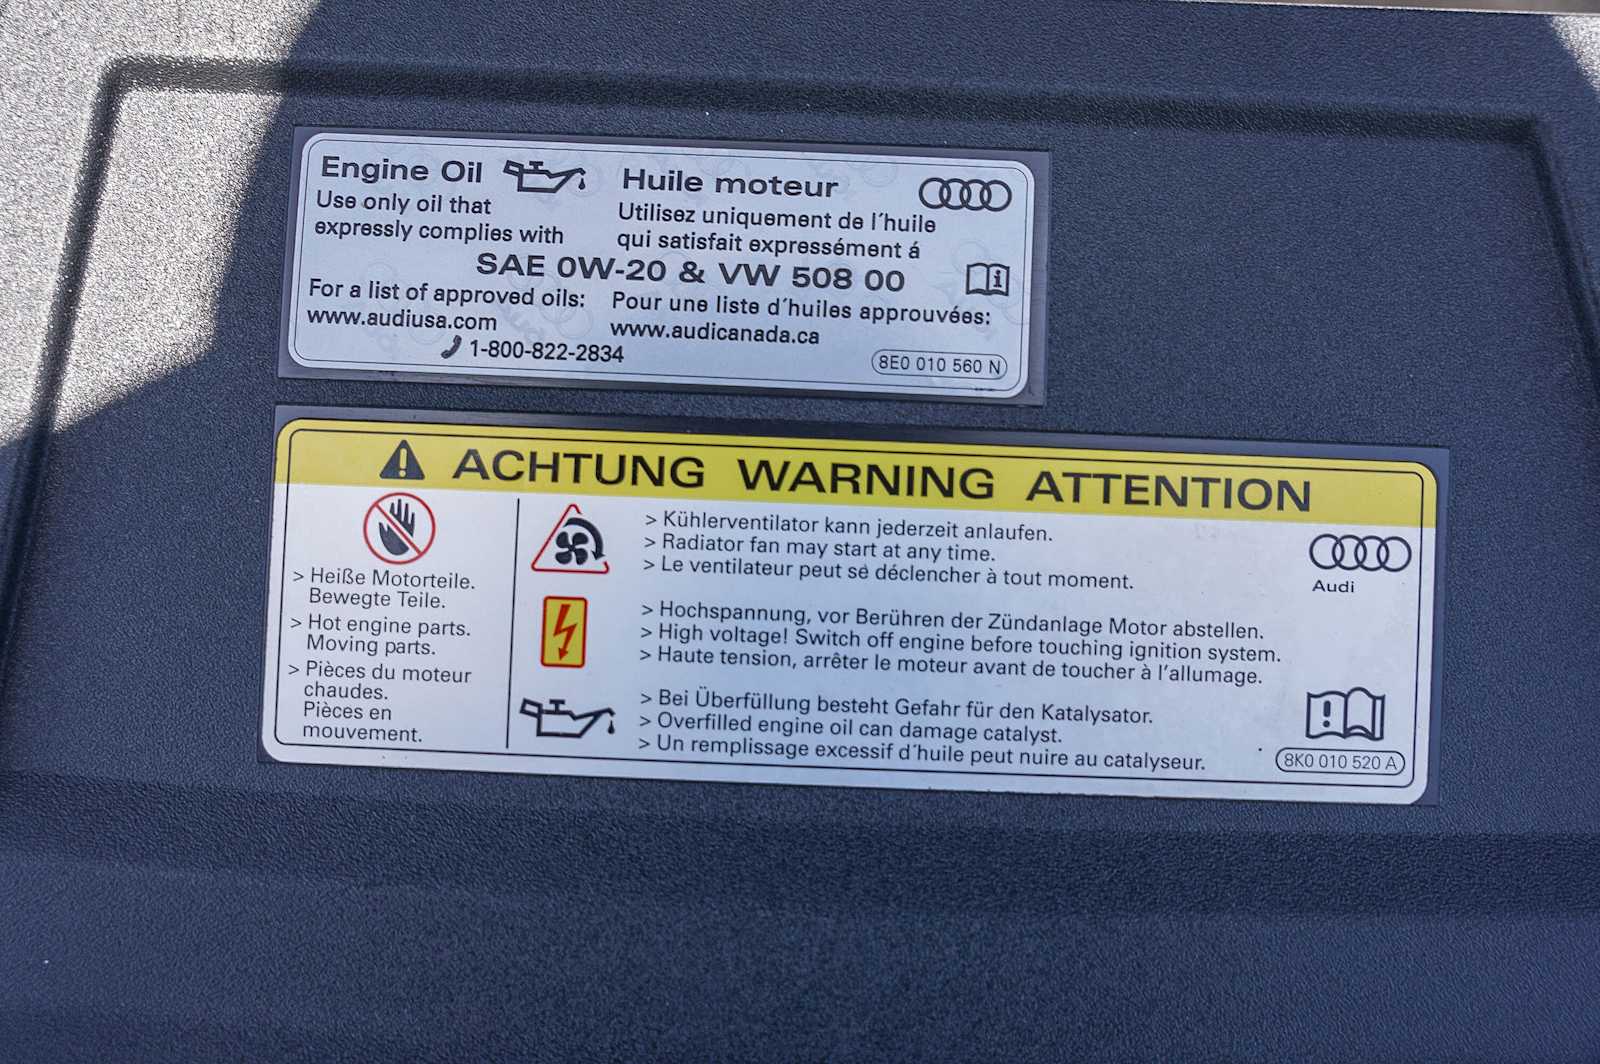 Engine Oil
Use only oil that
expressly complies with
Huile moteur
Utilisez uniquement de l´huile
qui satisfait expressément á
SAE 0W-20 & VW 508 00
For a list of approved oils:
www.audiusa.com
Pour une liste d´huiles approuvées:
www.audicanada.ca
1-800-822-2834
8E0 010 560 N
ACHTUNG WARNING ATTENTION
> Heiße Motorteile.
Bewegte Teile.
> Hot engine parts.
Moving parts.
> Pièces du moteur
chaudes.
Pièces en
mouvement.
> Kühlerventilator kann jederzeit anlaufen.
> Radiator fan may start at any time.
> Le ventilateur peut se déclencher à tout moment.
> Hochspannung, vor Berühren der Zündanlage Motor abstellen.
> High voltage! Switch off engine before touching ignition system.
> Haute tension, arrêter le moteur avant de toucher à l'allumage.
> Bei Überfüllung besteht Gefahr für den Katalysator.
> Overfilled engine oil can damage catalyst.
> Un remplissage excessif d´huile peut nuire au catalyseur.
Audi
8K0 010 520 A